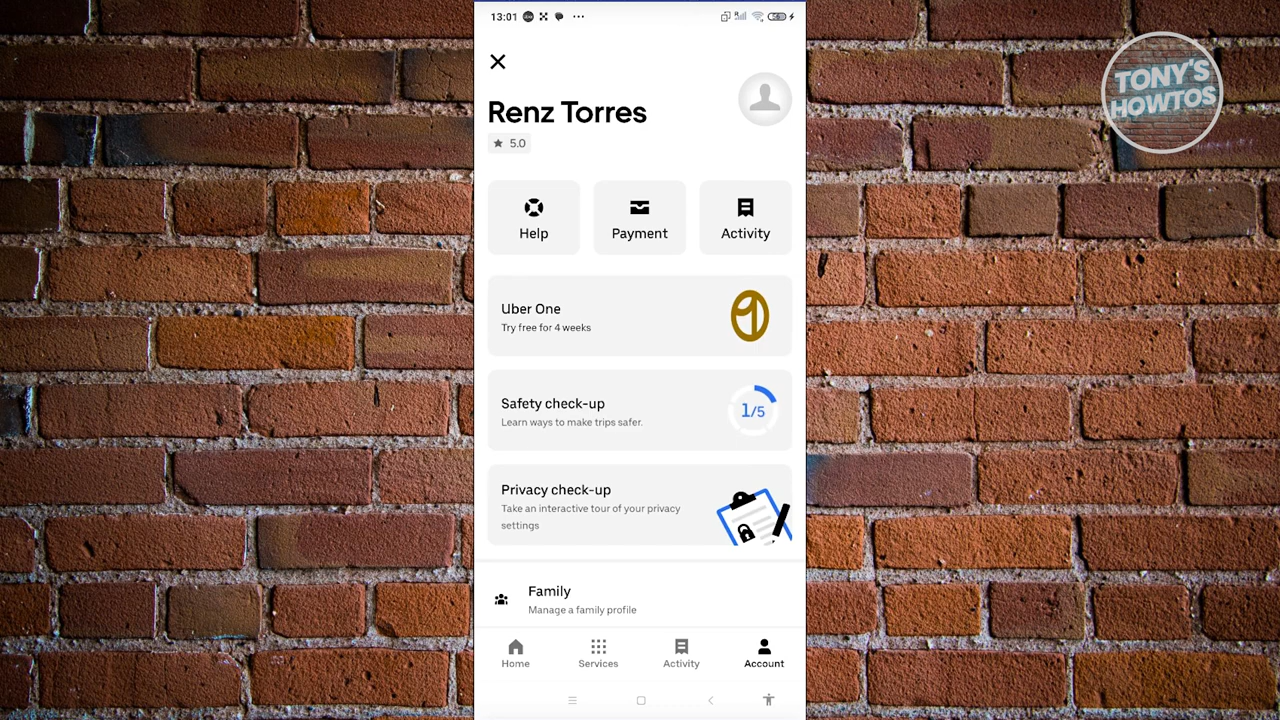 13:01
TONY'S
HOWTOS
Renz Torres
5.0
Help
Payment
Activity
Uber One
Try free for 4 weeks
Safety check-up
Learn ways to make trips safer.
1/5
Privacy check-up
Take an interactive tour of your privacy
settings
Family
Manage a family profile
Home
Services
Activity
Account